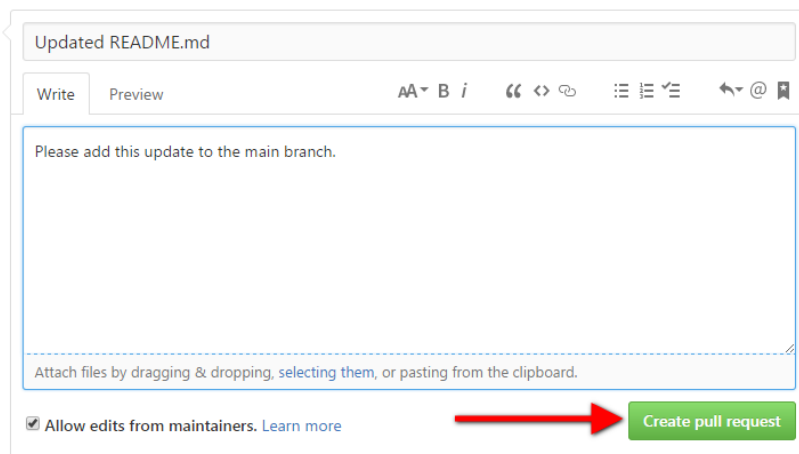 Updated README.md
Write Preview AA B i “ <> @
Please add this update to the main branch.
Attach files by dragging & dropping, selecting them, or pasting from the clipboard.
Allow edits from maintainers. Learn more
Create pull request